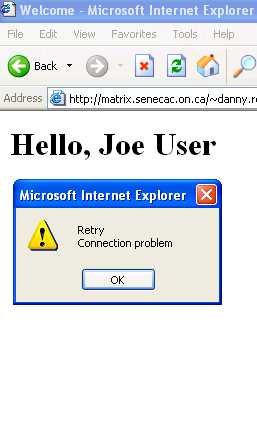 Welcome - Microsoft Internet Explorer
File Edit View Favorites Tools Help
Back
Address http://matrix.senecac.on.ca/~danny.r
Hello, Joe User
Microsoft Internet Explorer
Retry
Connection problem
OK